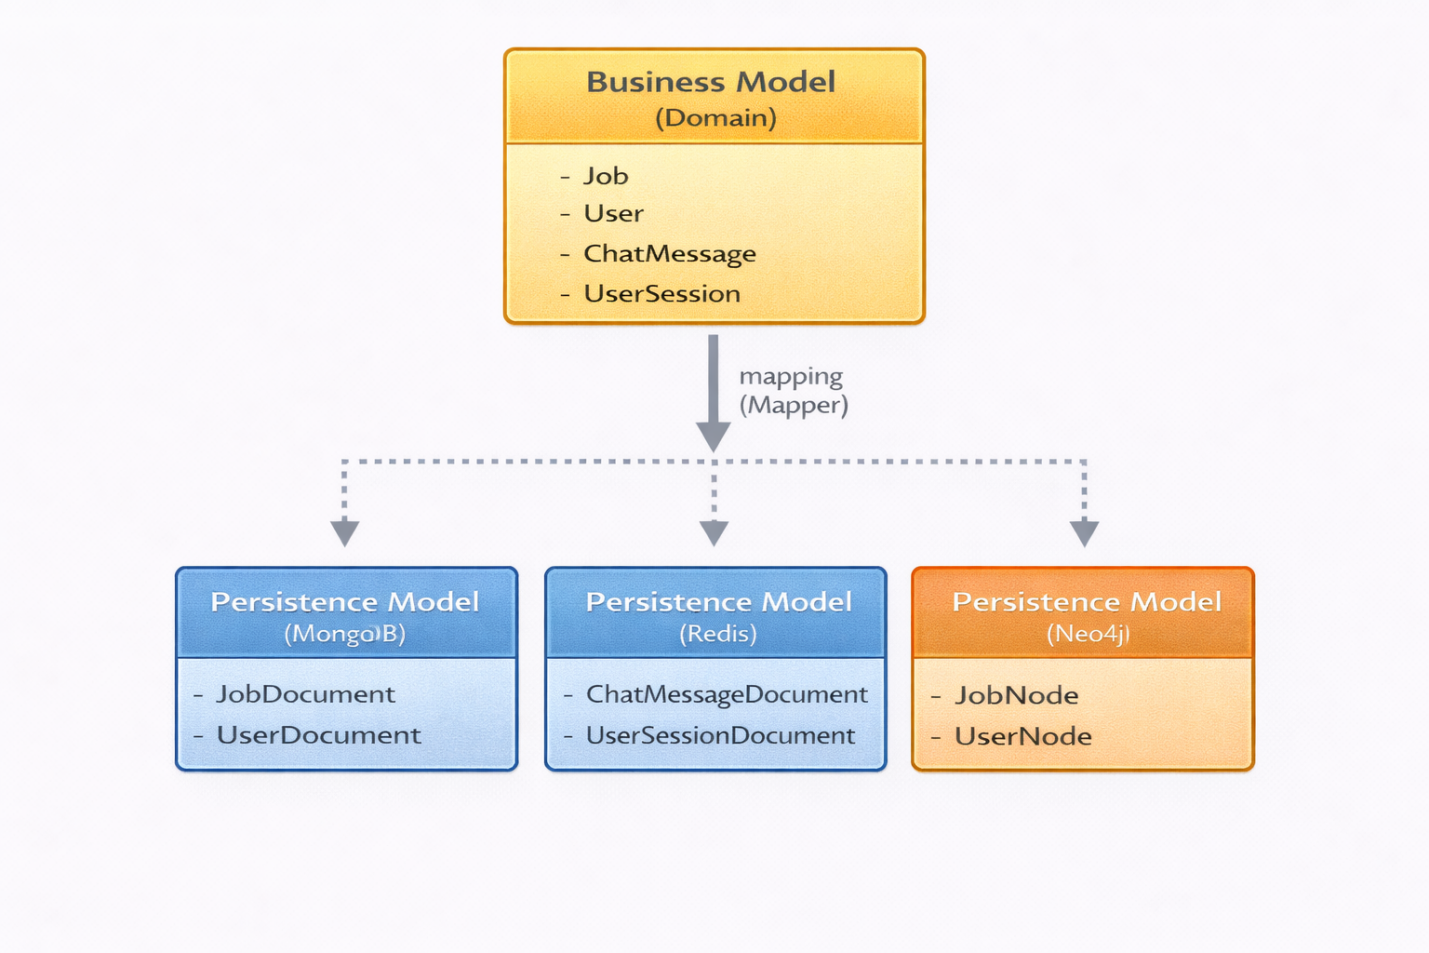 Business Model
(Domain)
- Job
- User
- ChatMessage
- UserSession
mapping
(Mapper)
Persistence Model
(MongoDB)
- JobDocument
- UserDocument
Persistence Model
(Redis)
- ChatMessageDocument
- UserSessionDocument
Persistence Model
(Neo4j)
- JobNode
- UserNode